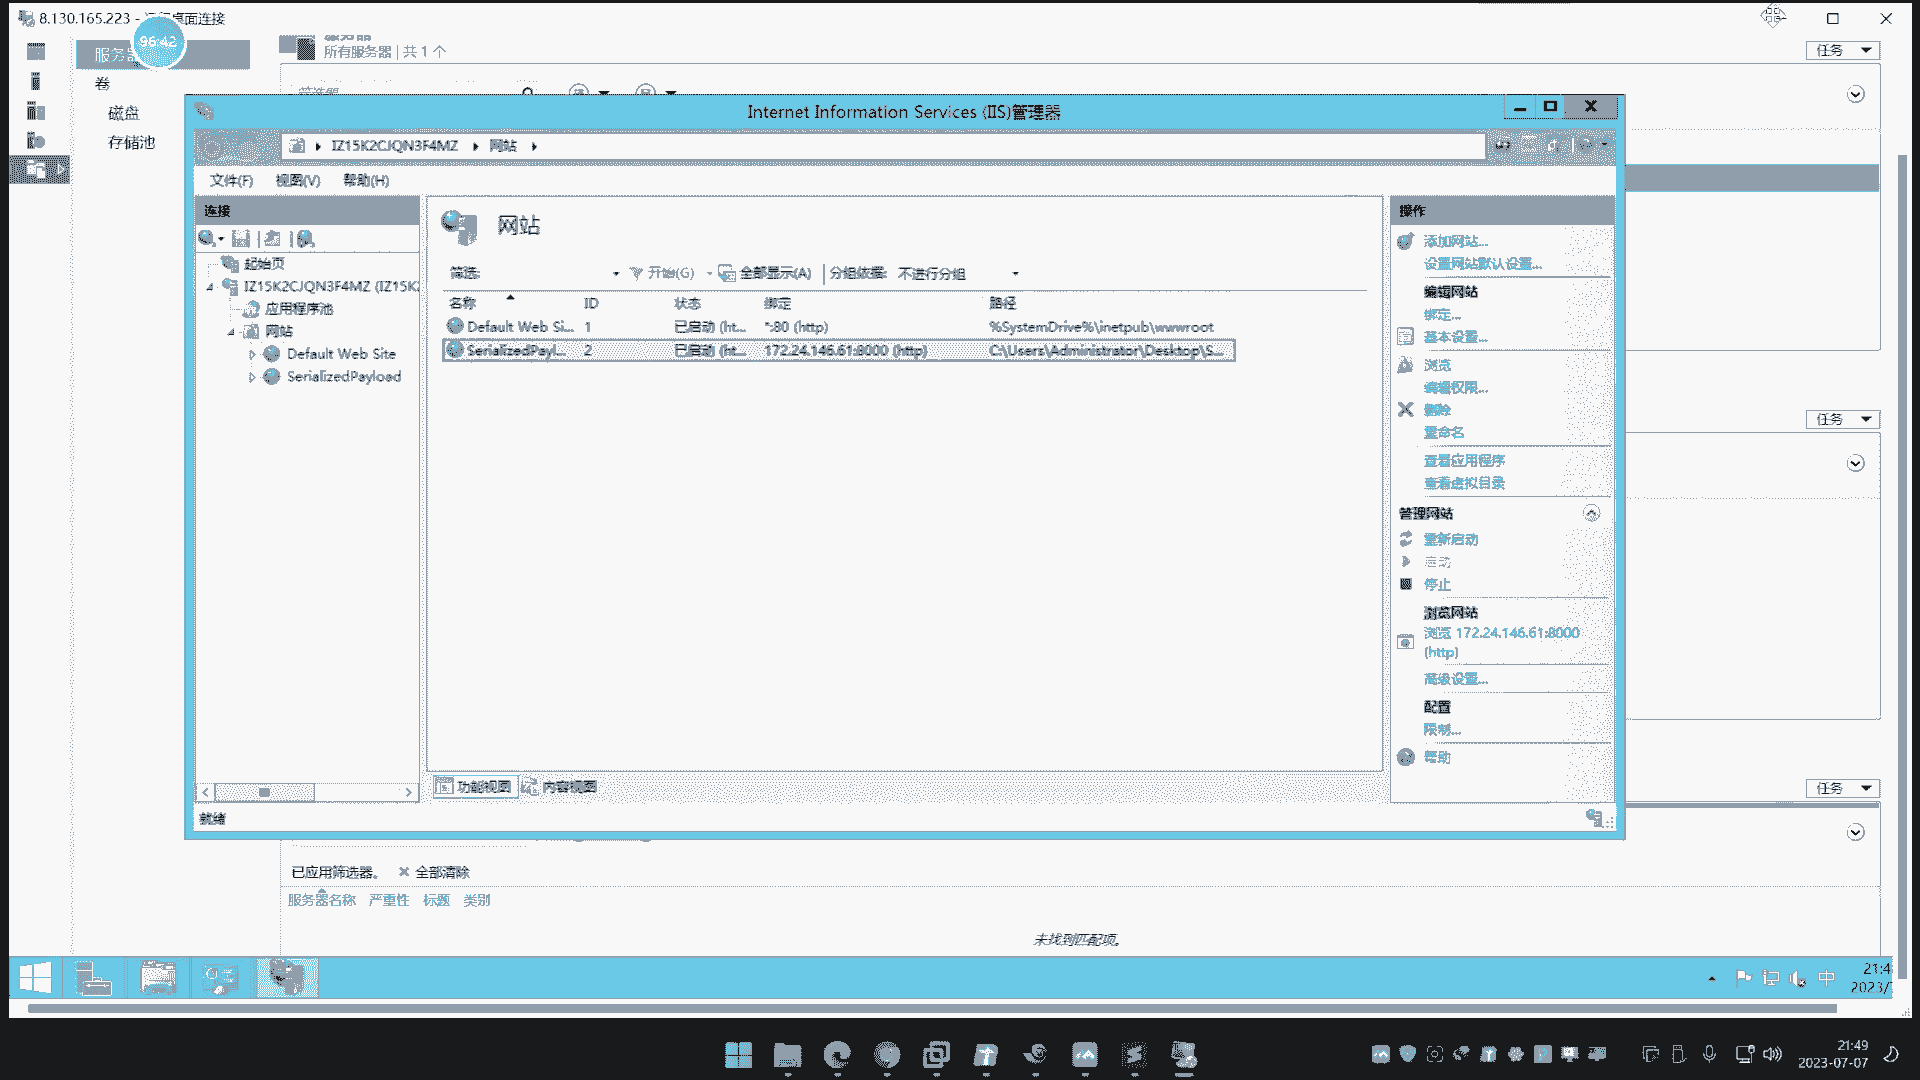 8.130.165.223 -
桌面连接
96:42
服务器
卷
磁盘
存储池
所有服务器 | 共 1 个
任务
Internet Information Services (IIS)管理器
IZ15K2CJQN3F4MZ
网站
文件(F) 视图(V) 帮助(H)
连接
起始页
IZ15K2CJQN3F4MZ (IZ15K
应用程序池
网站
Default Web Site
SerializedPayload
网站
筛选:
开始(G)
全部显示(A)
分组依据: 不进行分组
名称 ID 状态 绑定 路径
Default Web Si... 1 已启动 (ht... *:80 (http) %SystemDrive%\inetpub\wwwroot
SerializedPayl... 2 已启动 (ht... 172.24.146.61:8000 (http) C:\Users\Administrator\Desktop\S...
功能视图 内容视图
就绪
操作
添加网站...
设置网站默认设置...
编辑网站
绑定...
基本设置...
浏览
编辑权限...
删除
重命名
查看应用程序
查看虚拟目录
管理网站
重新启动
启动
停止
浏览网站
浏览 172.24.146.61:8000
(http)
高级设置...
配置
限制...
帮助
任务
任务
已应用筛选器。 全部清除
服务器名称 严重性 标题 类别
未找到匹配项。
中
21:4
2023/
21:49
2023-07-07